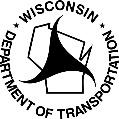 WISCONSIN
DEPARTMENT OF TRANSPORTATION